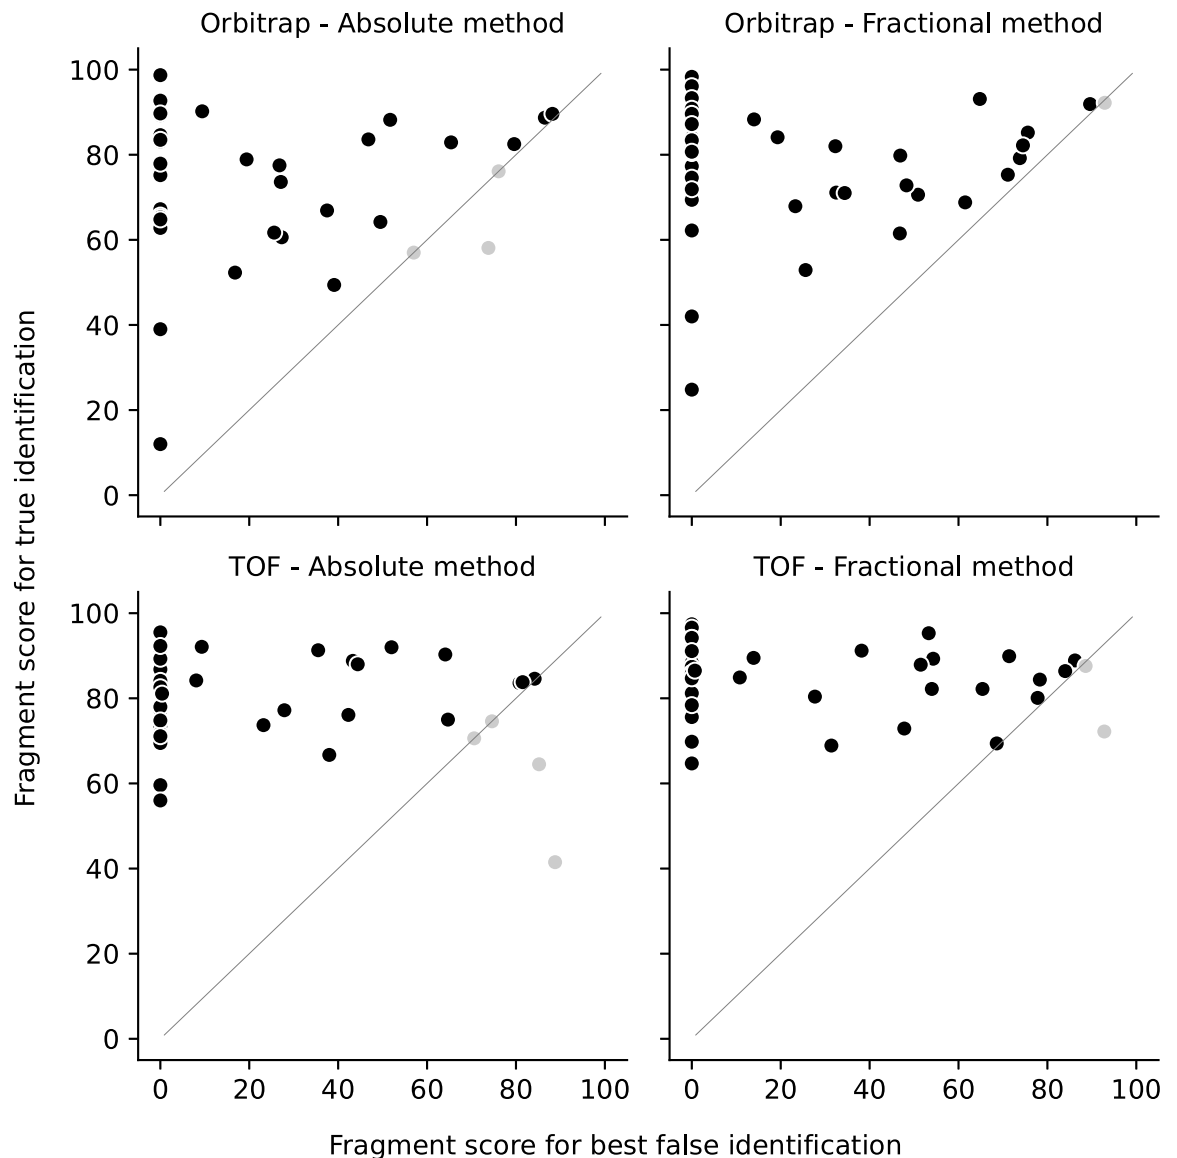 Orbitrap - Absolute method
Orbitrap - Fractional method
100
80
60
40
20
0
TOF - Absolute method
TOF - Fractional method
100
80
60
40
20
0
0 20 40 60 80 100
0 20 40 60 80 100
Fragment score for true identification
Fragment score for best false identification